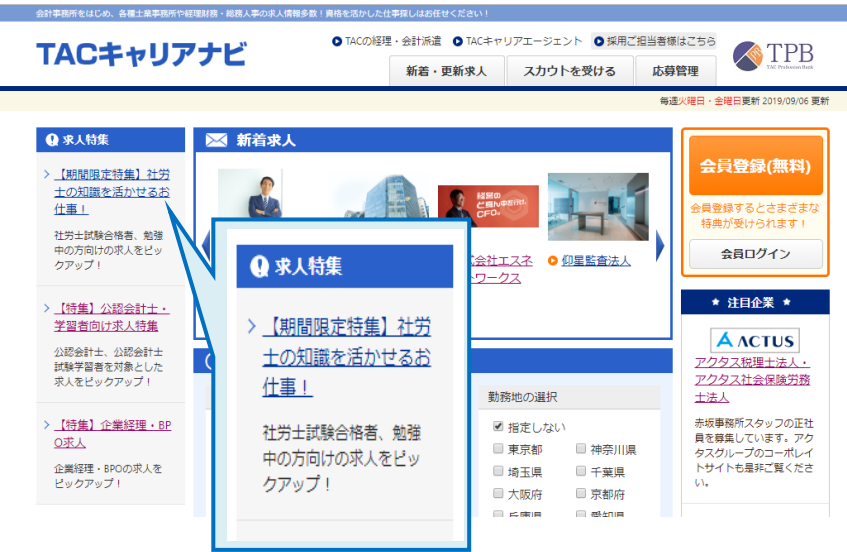 会計事務所をはじめ、各種士業事務所や経理財務・総務人事の求人情報多数！資格を活かした仕事探しはお任せください！
TACキャリアナビ
TACの経理・会計派遣 TACキャリアエージェント 採用ご担当者様はこちら
新着・更新求人 スカウトを受ける 応募管理
TPB
TAC Profession Bank
毎週火曜日・金曜日更新 2019/09/06 更新
求人特集
【期間限定特集】社労
士の知識を活かせるお
仕事！
社労士試験合格者、勉強
中の方向けの求人をピッ
クアップ！
【特集】公認会計士・
学習者向け求人特集
公認会計士、公認会計士
試験学習者を対象とした
求人をピックアップ！
【特集】企業経理・BP
O求人
企業経理・BPOの求人を
ピックアップ！
新着求人
経営の
ど真ん中を行け、
CFO。
式会社エスネ
トワークス
仰星監査法人
求人特集
【期間限定特集】社労
士の知識を活かせるお
仕事！
社労士試験合格者、勉強
中の方向けの求人をピッ
クアップ！
勤務地の選択
指定しない
東京都 神奈川県
埼玉県 千葉県
大阪府 京都府
兵庫県 愛知県
会員登録(無料)
会員登録するとさまざまな
特典が受けられます！
会員ログイン
★ 注目企業 ★
ACTUS
アクタス税理士法人・
アクタス社会保険労務
士法人
赤坂事務所スタッフの正社
員を募集しています。アク
タスグループのコーポレイ
トサイトも是非ご覧くださ
い。